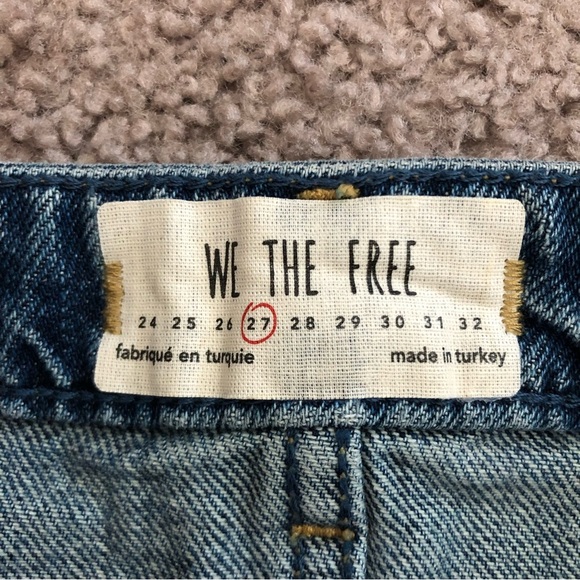 WE THE FREE
24 25 26 27 28 29 30 31 32
fabriqué en turquie made in turkey